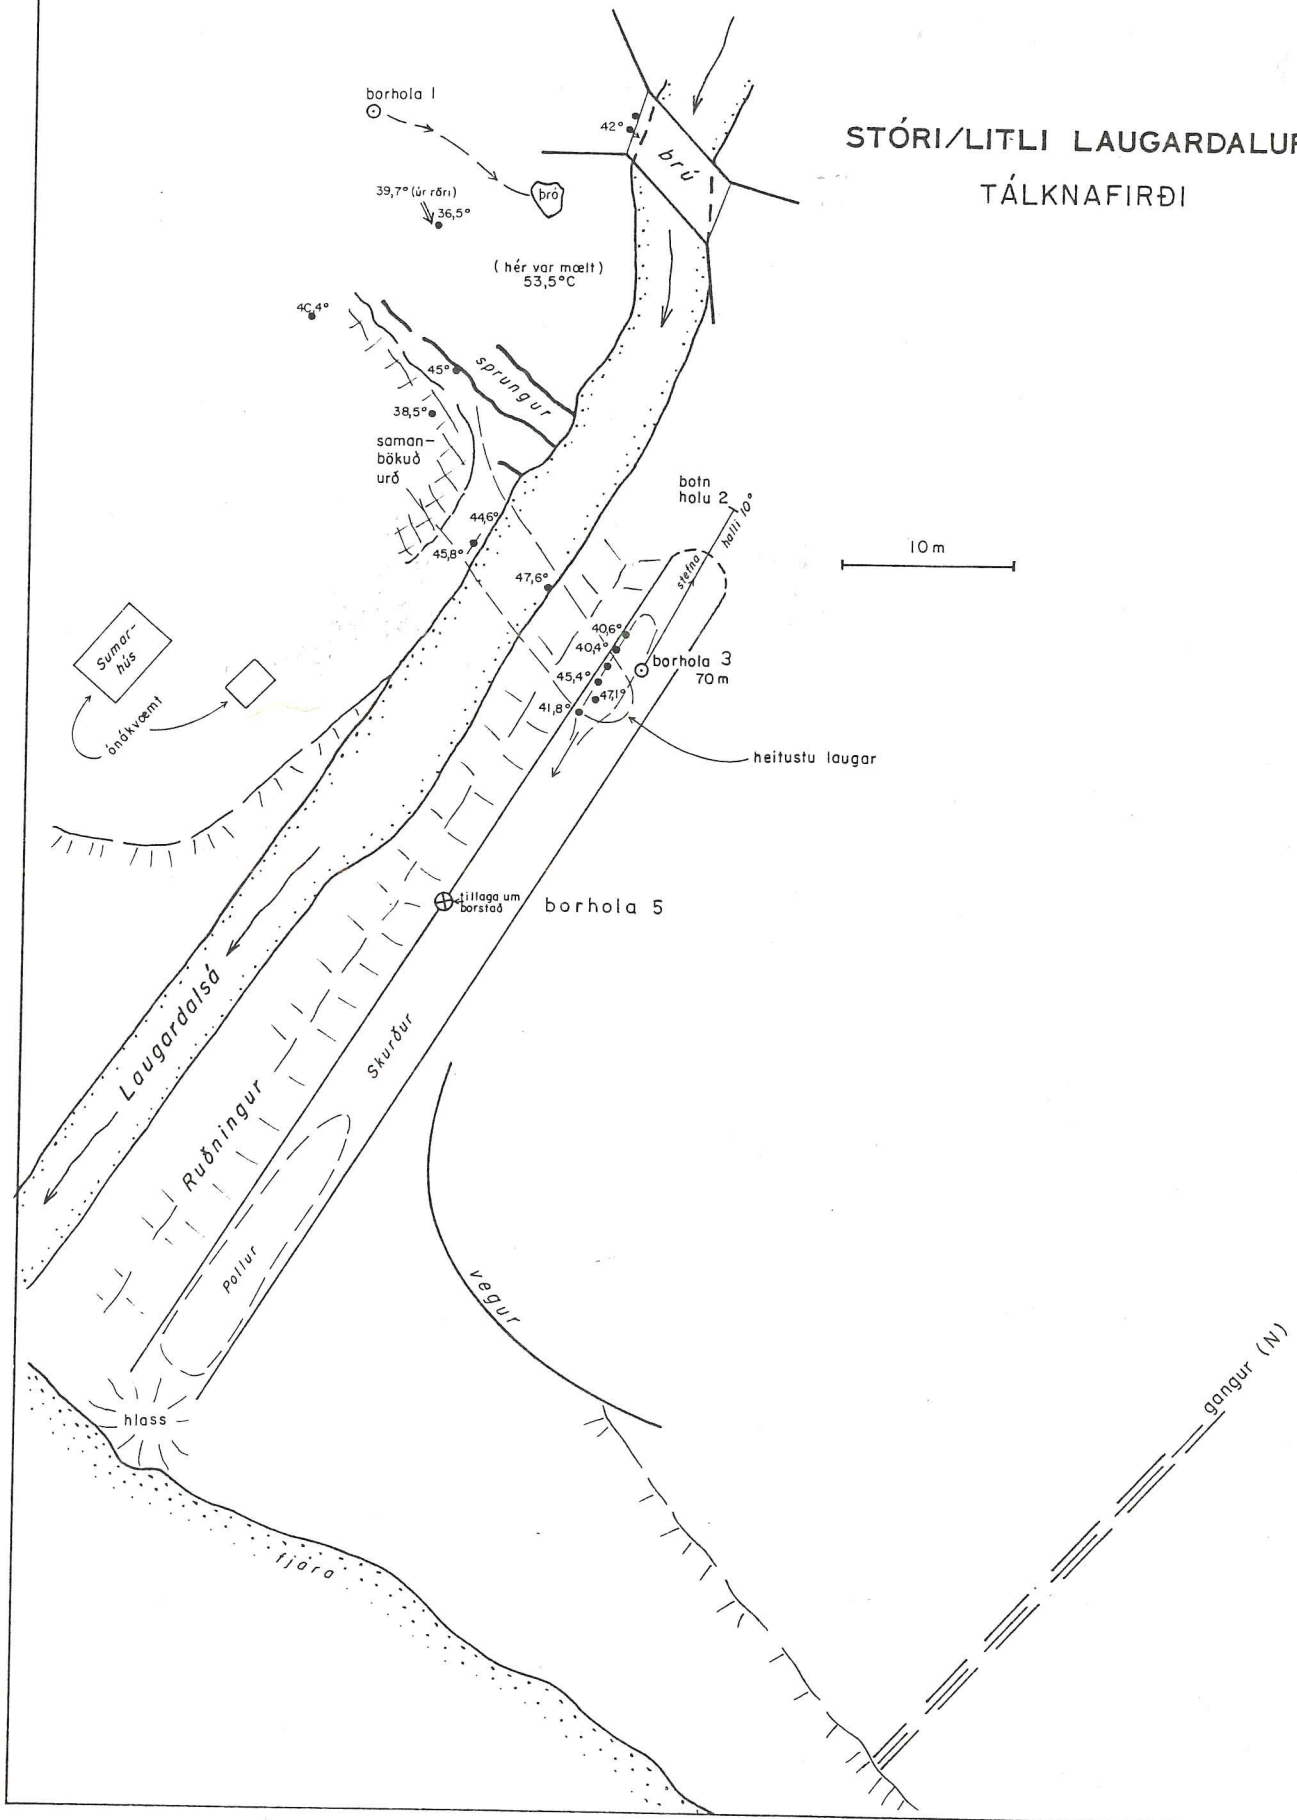 STÓRI/LITLI LAUGARDALUR
TÁLKNAFIRÐI
borhola 1
42°
brú
39,7° (úr röri)
36,5°
þró
(hér var mælt)
53,5°C
40,4°
45°
sprungur
38,5°
saman-
bökuð
urð
44,6°
45,8°
47,6°
botn
holu 2
halli 10°
stefna
10 m
40,6°
40,4°
45,4°
47,1°
41,8°
borhola 3
70 m
heitustu laugar
Sumar-
hús
ónákvæmt
tillaga um
borstað
borhola 5
Laugardalsá
Ruðningur
Skurður
Pollur
vegur
hlass
fjara
gangur (N)